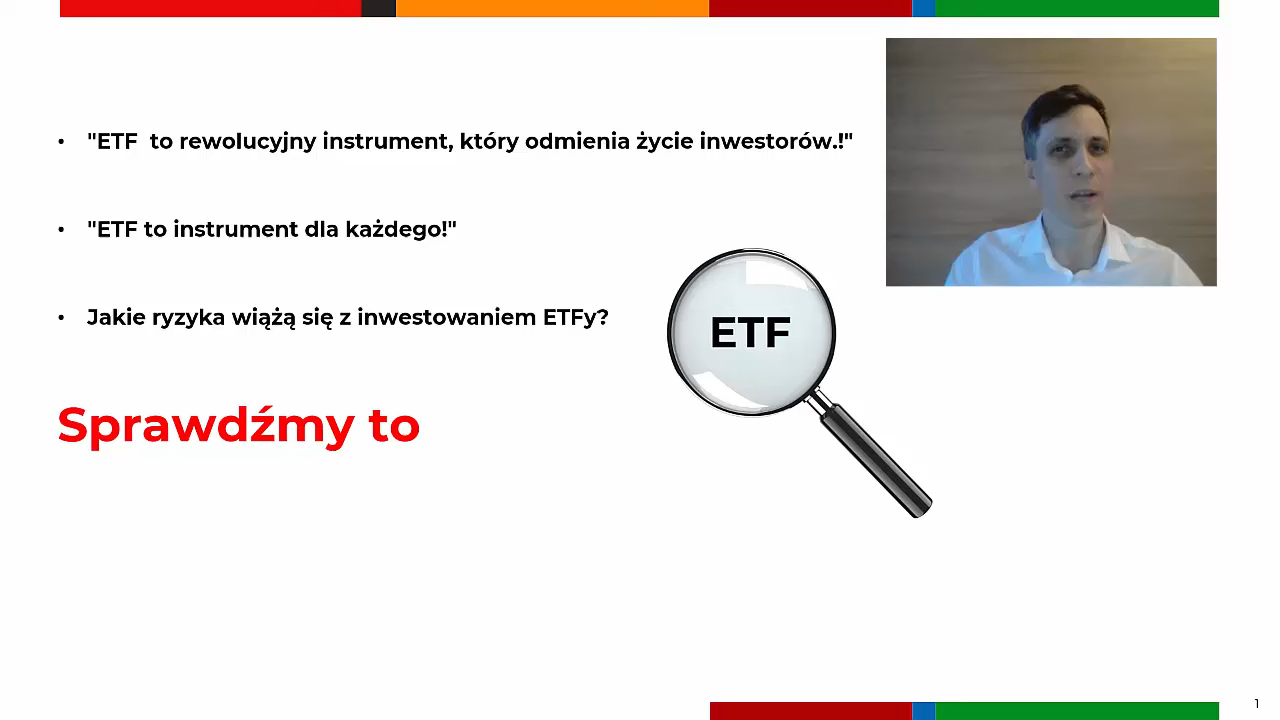 "ETF  to rewolucyjny instrument, który odmienia życie inwestorów.!"
"ETF to instrument dla każdego!"
Jakie ryzyka wiążą się z inwestowaniem ETFy?
ETF
Sprawdźmy to
1